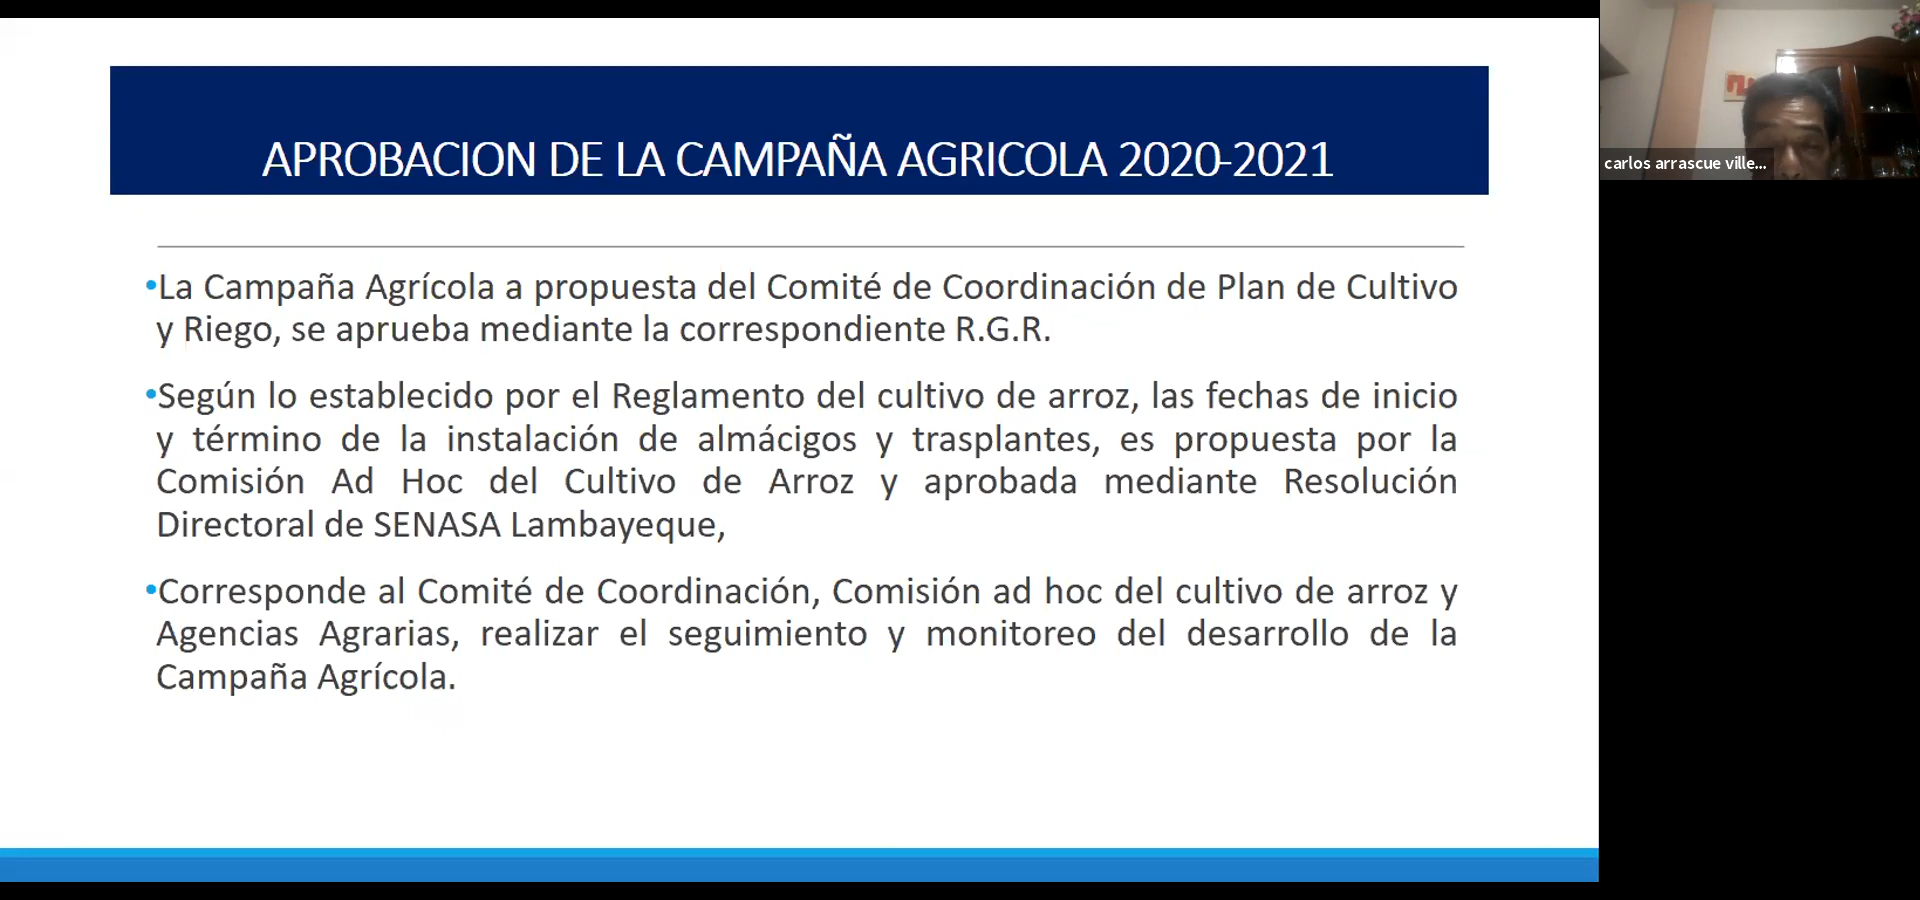 APROBACION DE LA CAMPAÑA AGRICOLA 2020-2021
•La Campaña Agrícola a propuesta del Comité de Coordinación de Plan de Cultivo
y Riego, se aprueba mediante la correspondiente R.G.R.
•Según lo establecido por el Reglamento del cultivo de arroz, las fechas de inicio
y término de la instalación de almácigos y trasplantes, es propuesta por la
Comisión Ad Hoc del Cultivo de Arroz y aprobada mediante Resolución
Directoral de SENASA Lambayeque,
•Corresponde al Comité de Coordinación, Comisión ad hoc del cultivo de arroz y
Agencias Agrarias, realizar el seguimiento y monitoreo del desarrollo de la
Campaña Agrícola.
carlos arrascue ville...